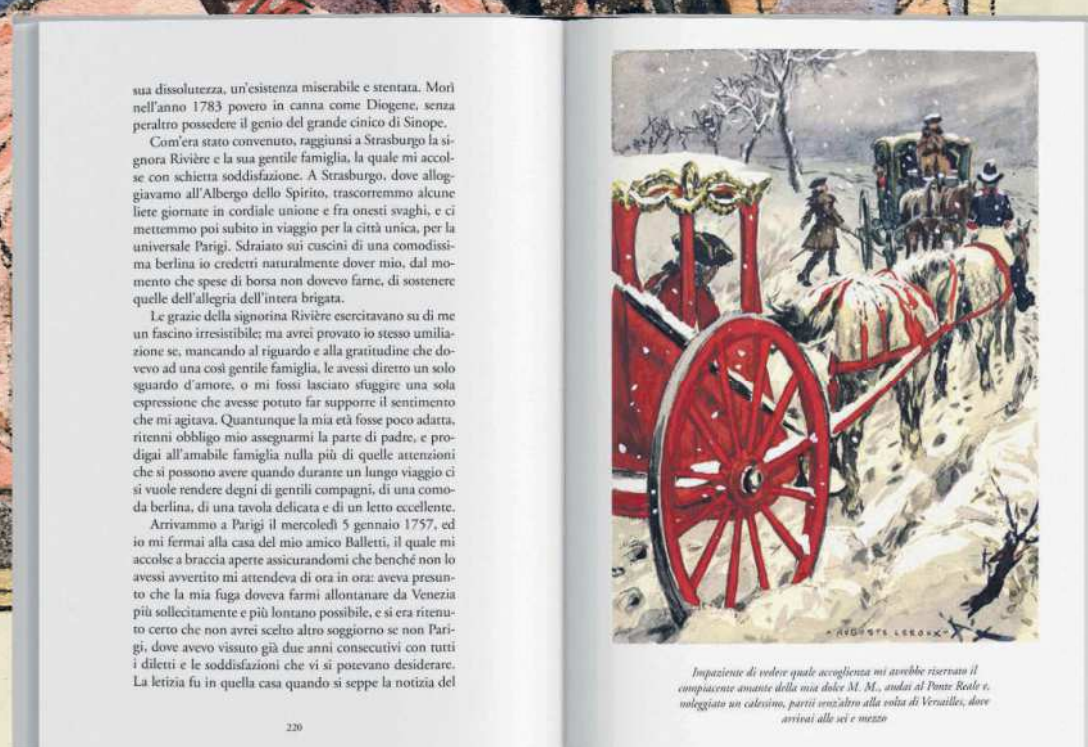 sua dissolutezza, un'esistenza miserabile e stentata. Morì
nell'anno 1783 povero in canna come Diogene, senza
peraltro possedere il genio del grande cinico di Sinope.
Com'era stato convenuto, raggiunsi a Strasburgo la si-
gnora Rivière e la sua gentile famiglia, la quale mi accol-
se con schietta soddisfazione. A Strasburgo, dove allog-
giavamo all'Albergo dello Spirito, trascorremmo alcune
liete giornate in cordiale unione e fra onesti svaghi, e ci
mettemmo poi subito in viaggio per la città unica, per la
universale Parigi. Sdraiato sui cuscini di una comodissi-
ma berlina io credetti naturalmente dover mio, dal mo-
mento che spese di borsa non dovevo farne, di sostenere
quelle dell'allegria dell'intera brigata.
Le grazie della signorina Rivière esercitavano su di me
un fascino irresistibile; ma avrei provato io stesso umilia-
zione se, mancando al riguardo e alla gratitudine che do-
vevo ad una così gentile famiglia, le avessi diretto un solo
sguardo d'amore, o mi fossi lasciato sfuggire una sola
espressione che avesse potuto far supporre il sentimento
che mi agitava. Quantunque la mia età fosse poco adatta,
ritenni obbligo mio assegnarmi la parte di padre, e pro-
digai all'amabile famiglia nulla più di quelle attenzioni
che si possono avere quando durante un lungo viaggio ci
si vuole rendere degni di gentili compagni, di una como-
da berlina, di una tavola delicata e di un letto eccellente.
Arrivammo a Parigi il mercoledì 5 gennaio 1757, ed
io mi fermai alla casa del mio amico Balletti, il quale mi
accolse a braccia aperte assicurandomi che benché non lo
avessi avvertito mi attendeva di ora in ora: aveva presun-
to che la mia fuga doveva farmi allontanare da Venezia
più sollecitamente e più lontano possibile, e si era ritenu-
to certo che non avrei scelto altro soggiorno se non Pari-
gi, dove avevo vissuto già due anni consecutivi con tutti
i diletti e le soddisfazioni che vi si potevano desiderare.
La letizia fu in quella casa quando si seppe la notizia del
220
AUGUSTE LEROUX
Impaziente di vedere quale accoglienza mi avrebbe riservato il
compiacente amante della mia dolce M. M., andai al Ponte Reale e,
noleggiato un calessino, partii senz'altro alla volta di Versailles, dove
arrivai alle sei e mezzo